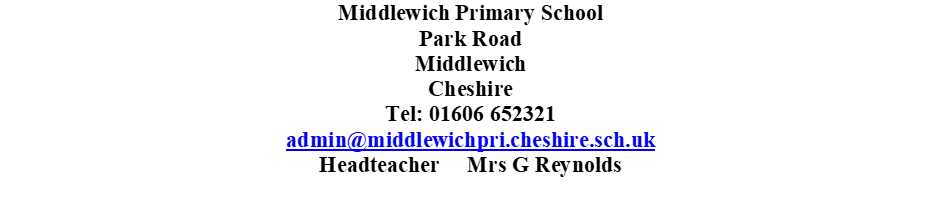 Middlewich Primary School
Park Road
Middlewich
Cheshire
Tel: 01606 652321
admin@middlewichpri.cheshire.sch.uk
Headteacher Mrs G Reynolds